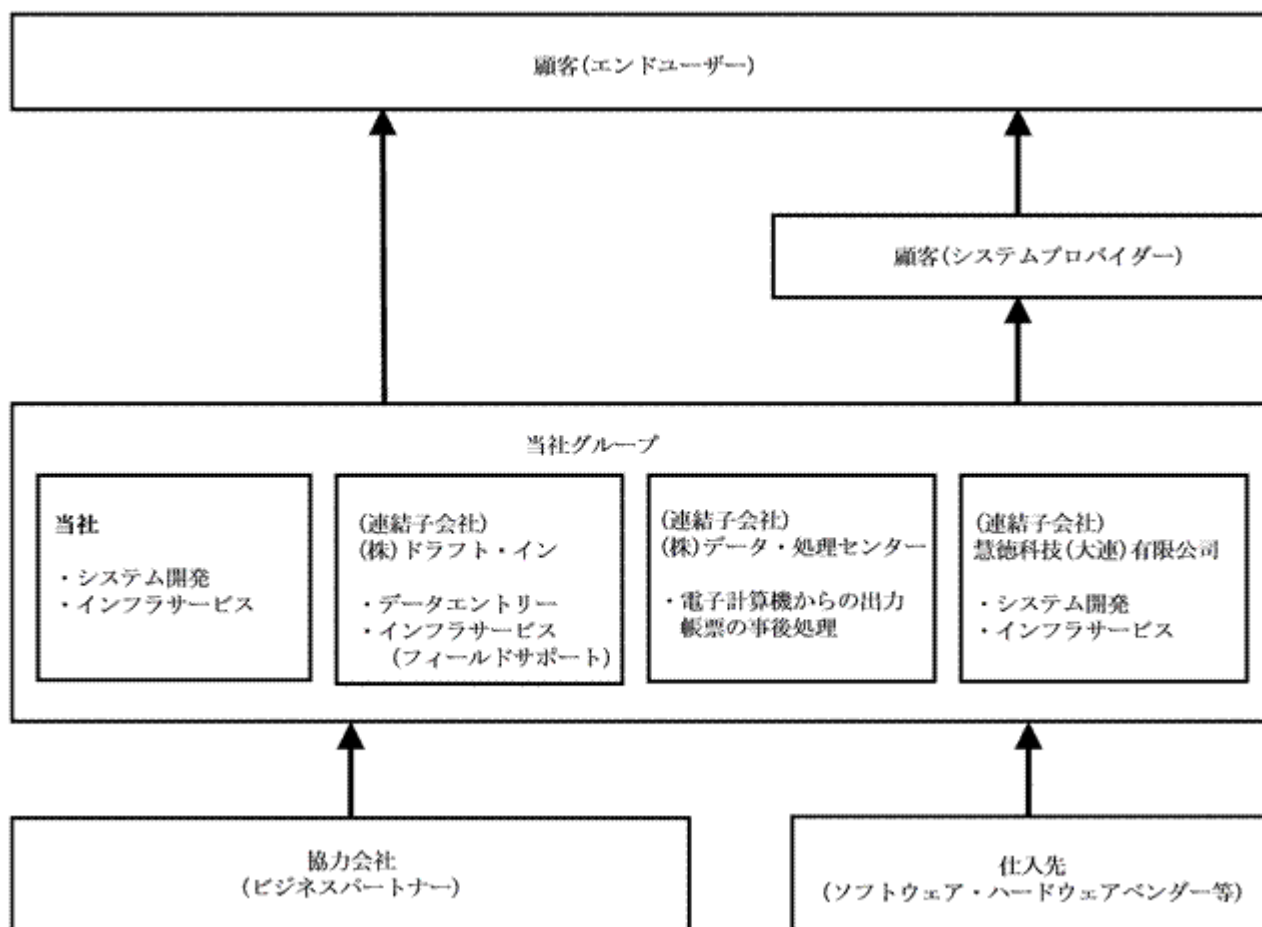 顧客(エンドユーザー)
顧客(システムプロバイダー)
当社グループ
当社
・システム開発
・インフラサービス
(連結子会社)
(株)ドラフト・イン
・データエントリー
・インフラサービス
(フィールドサポート)
(連結子会社)
(株)データ・処理センター
・電子計算機からの出力
帳票の事後処理
(連結子会社)
慧徳科技(大連)有限公司
・システム開発
・インフラサービス
協力会社
(ビジネスパートナー)
仕入先
(ソフトウェア・ハードウェアベンダー等)